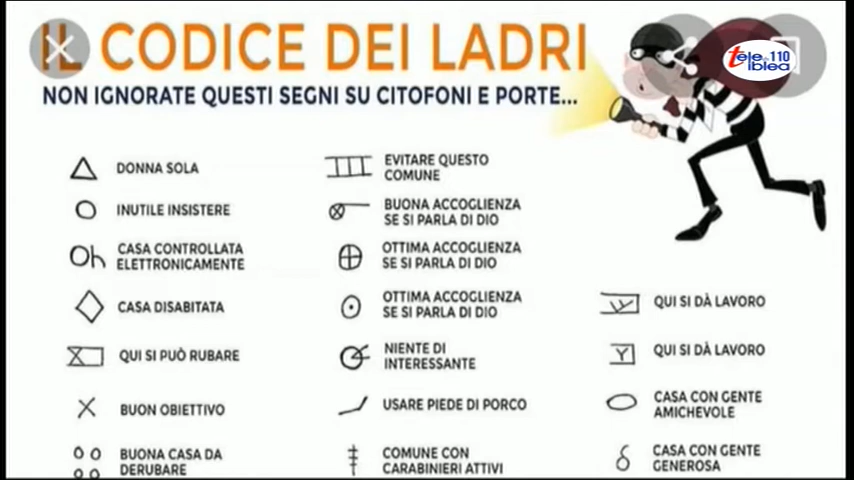 IL CODICE DEI LADRI
NON IGNORATE QUESTI SEGNI SU CITOFONI E PORTE...
Tele iblea 110
DONNA SOLA
INUTILE INSISTERE
CASA CONTROLLATA
ELETTRONICAMENTE
CASA DISABITATA
QUI SI PUÒ RUBARE
BUON OBIETTIVO
BUONA CASA DA
DERUBARE
EVITARE QUESTO
COMUNE
BUONA ACCOGLIENZA
SE SI PARLA DI DIO
OTTIMA ACCOGLIENZA
SE SI PARLA DI DIO
OTTIMA ACCOGLIENZA
SE SI PARLA DI DIO
NIENTE DI
INTERESSANTE
USARE PIEDE DI PORCO
COMUNE CON
CARABINIERI ATTIVI
QUI SI DÀ LAVORO
QUI SI DÀ LAVORO
CASA CON GENTE
AMICHEVOLE
CASA CON GENTE
GENEROSA